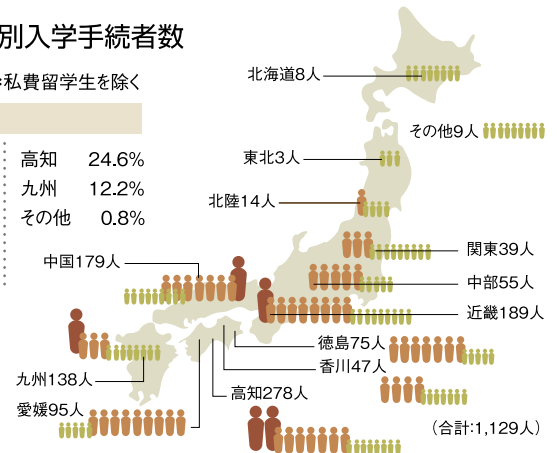 別入学手続者数
*私費留学生を除く
高知 24.6%
九州 12.2%
その他 0.8%
北海道8人
その他9人
東北3人
北陸14人
関東39人
中国179人
中部55人
近畿189人
徳島75人
香川47人
九州138人
高知278人
愛媛95人
(合計:1,129人)